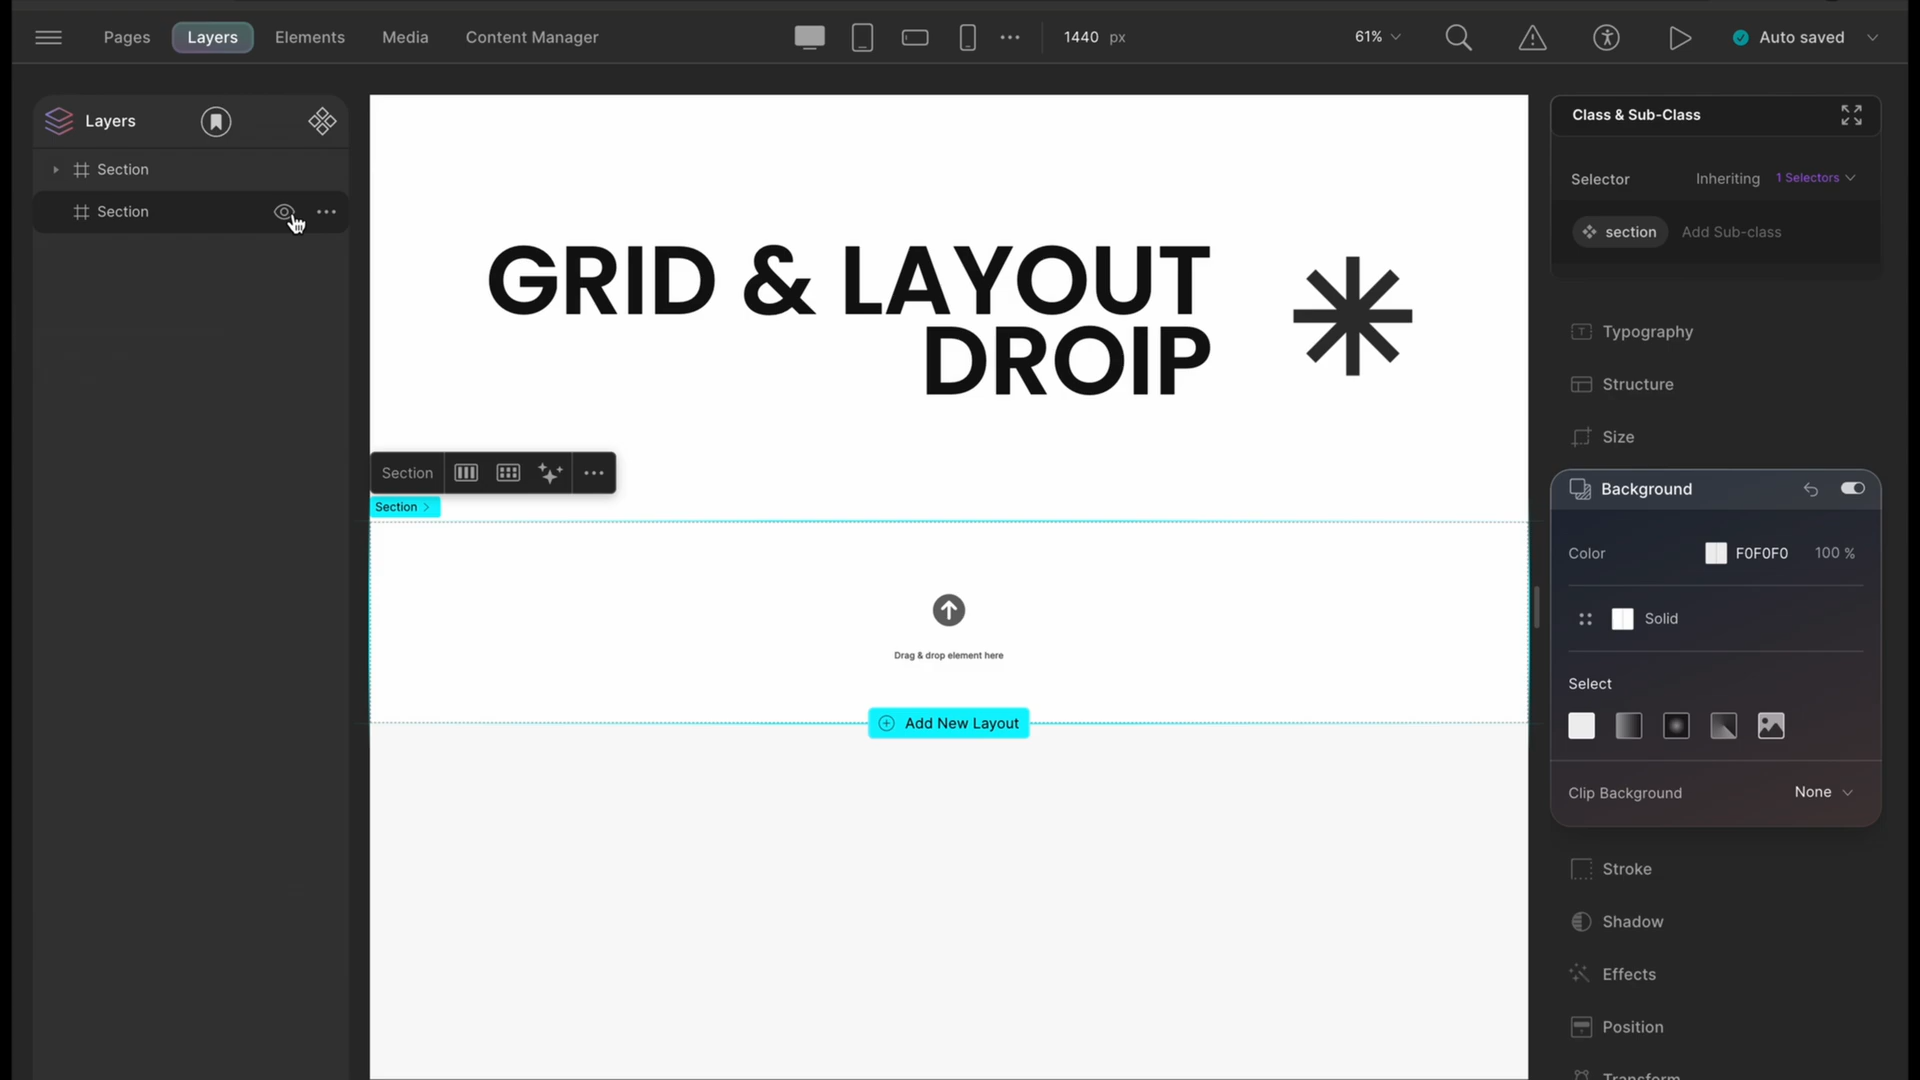 Pages
Layers
Elements
Media
Content Manager
1440 px
61%
Auto saved
Layers
Section
Section
GRID & LAYOUT
DROIP
Section
Section
Drag & drop element here
Add New Layout
Class & Sub-Class
Selector
Inheriting
1 Selectors
section
Add Sub-class
Typography
Structure
Size
Background
Color
F0F0F0
100 %
Solid
Select
Clip Background
None
Stroke
Shadow
Effects
Position
Transform